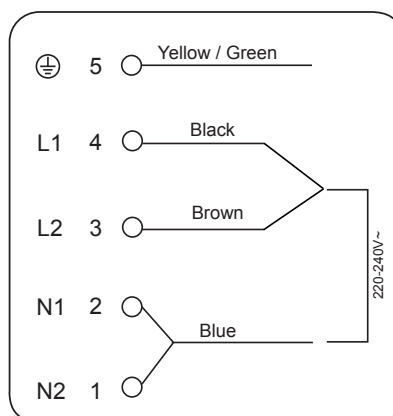 5 Yellow / Green
L1 4 Black
L2 3 Brown
220-240V~
N1 2
Blue
N2 1